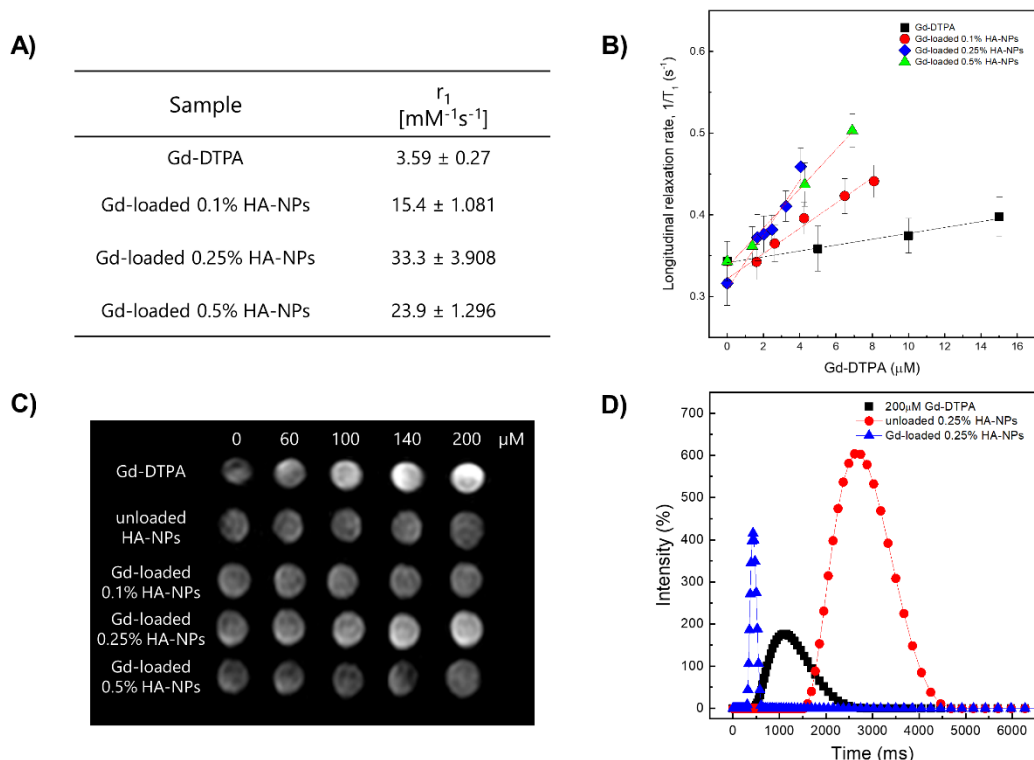 A)
Sample r₁ [mM⁻¹s⁻¹]
Gd-DTPA 3.59 ± 0.27
Gd-loaded 0.1% HA-NPs 15.4 ± 1.081
Gd-loaded 0.25% HA-NPs 33.3 ± 3.908
Gd-loaded 0.5% HA-NPs 23.9 ± 1.296
B)
Gd-DTPA
Gd-loaded 0.1% HA-NPs
Gd-loaded 0.25% HA-NPs
Gd-loaded 0.5% HA-NPs
Longitudinal relaxation rate, 1/T₁ (s⁻¹)
0.6
0.5
0.4
0.3
0 2 4 6 8 10 12 14 16
Gd-DTPA (μM)
C)
0 60 100 140 200 μM
Gd-DTPA
unloaded
HA-NPs
Gd-loaded
0.1% HA-NPs
Gd-loaded
0.25% HA-NPs
Gd-loaded
0.5% HA-NPs
D)
200μM Gd-DTPA
unloaded 0.25% HA-NPs
Gd-loaded 0.25% HA-NPs
Intensity (%)
700
600
500
400
300
200
100
0
0 1000 2000 3000 4000 5000 6000
Time (ms)